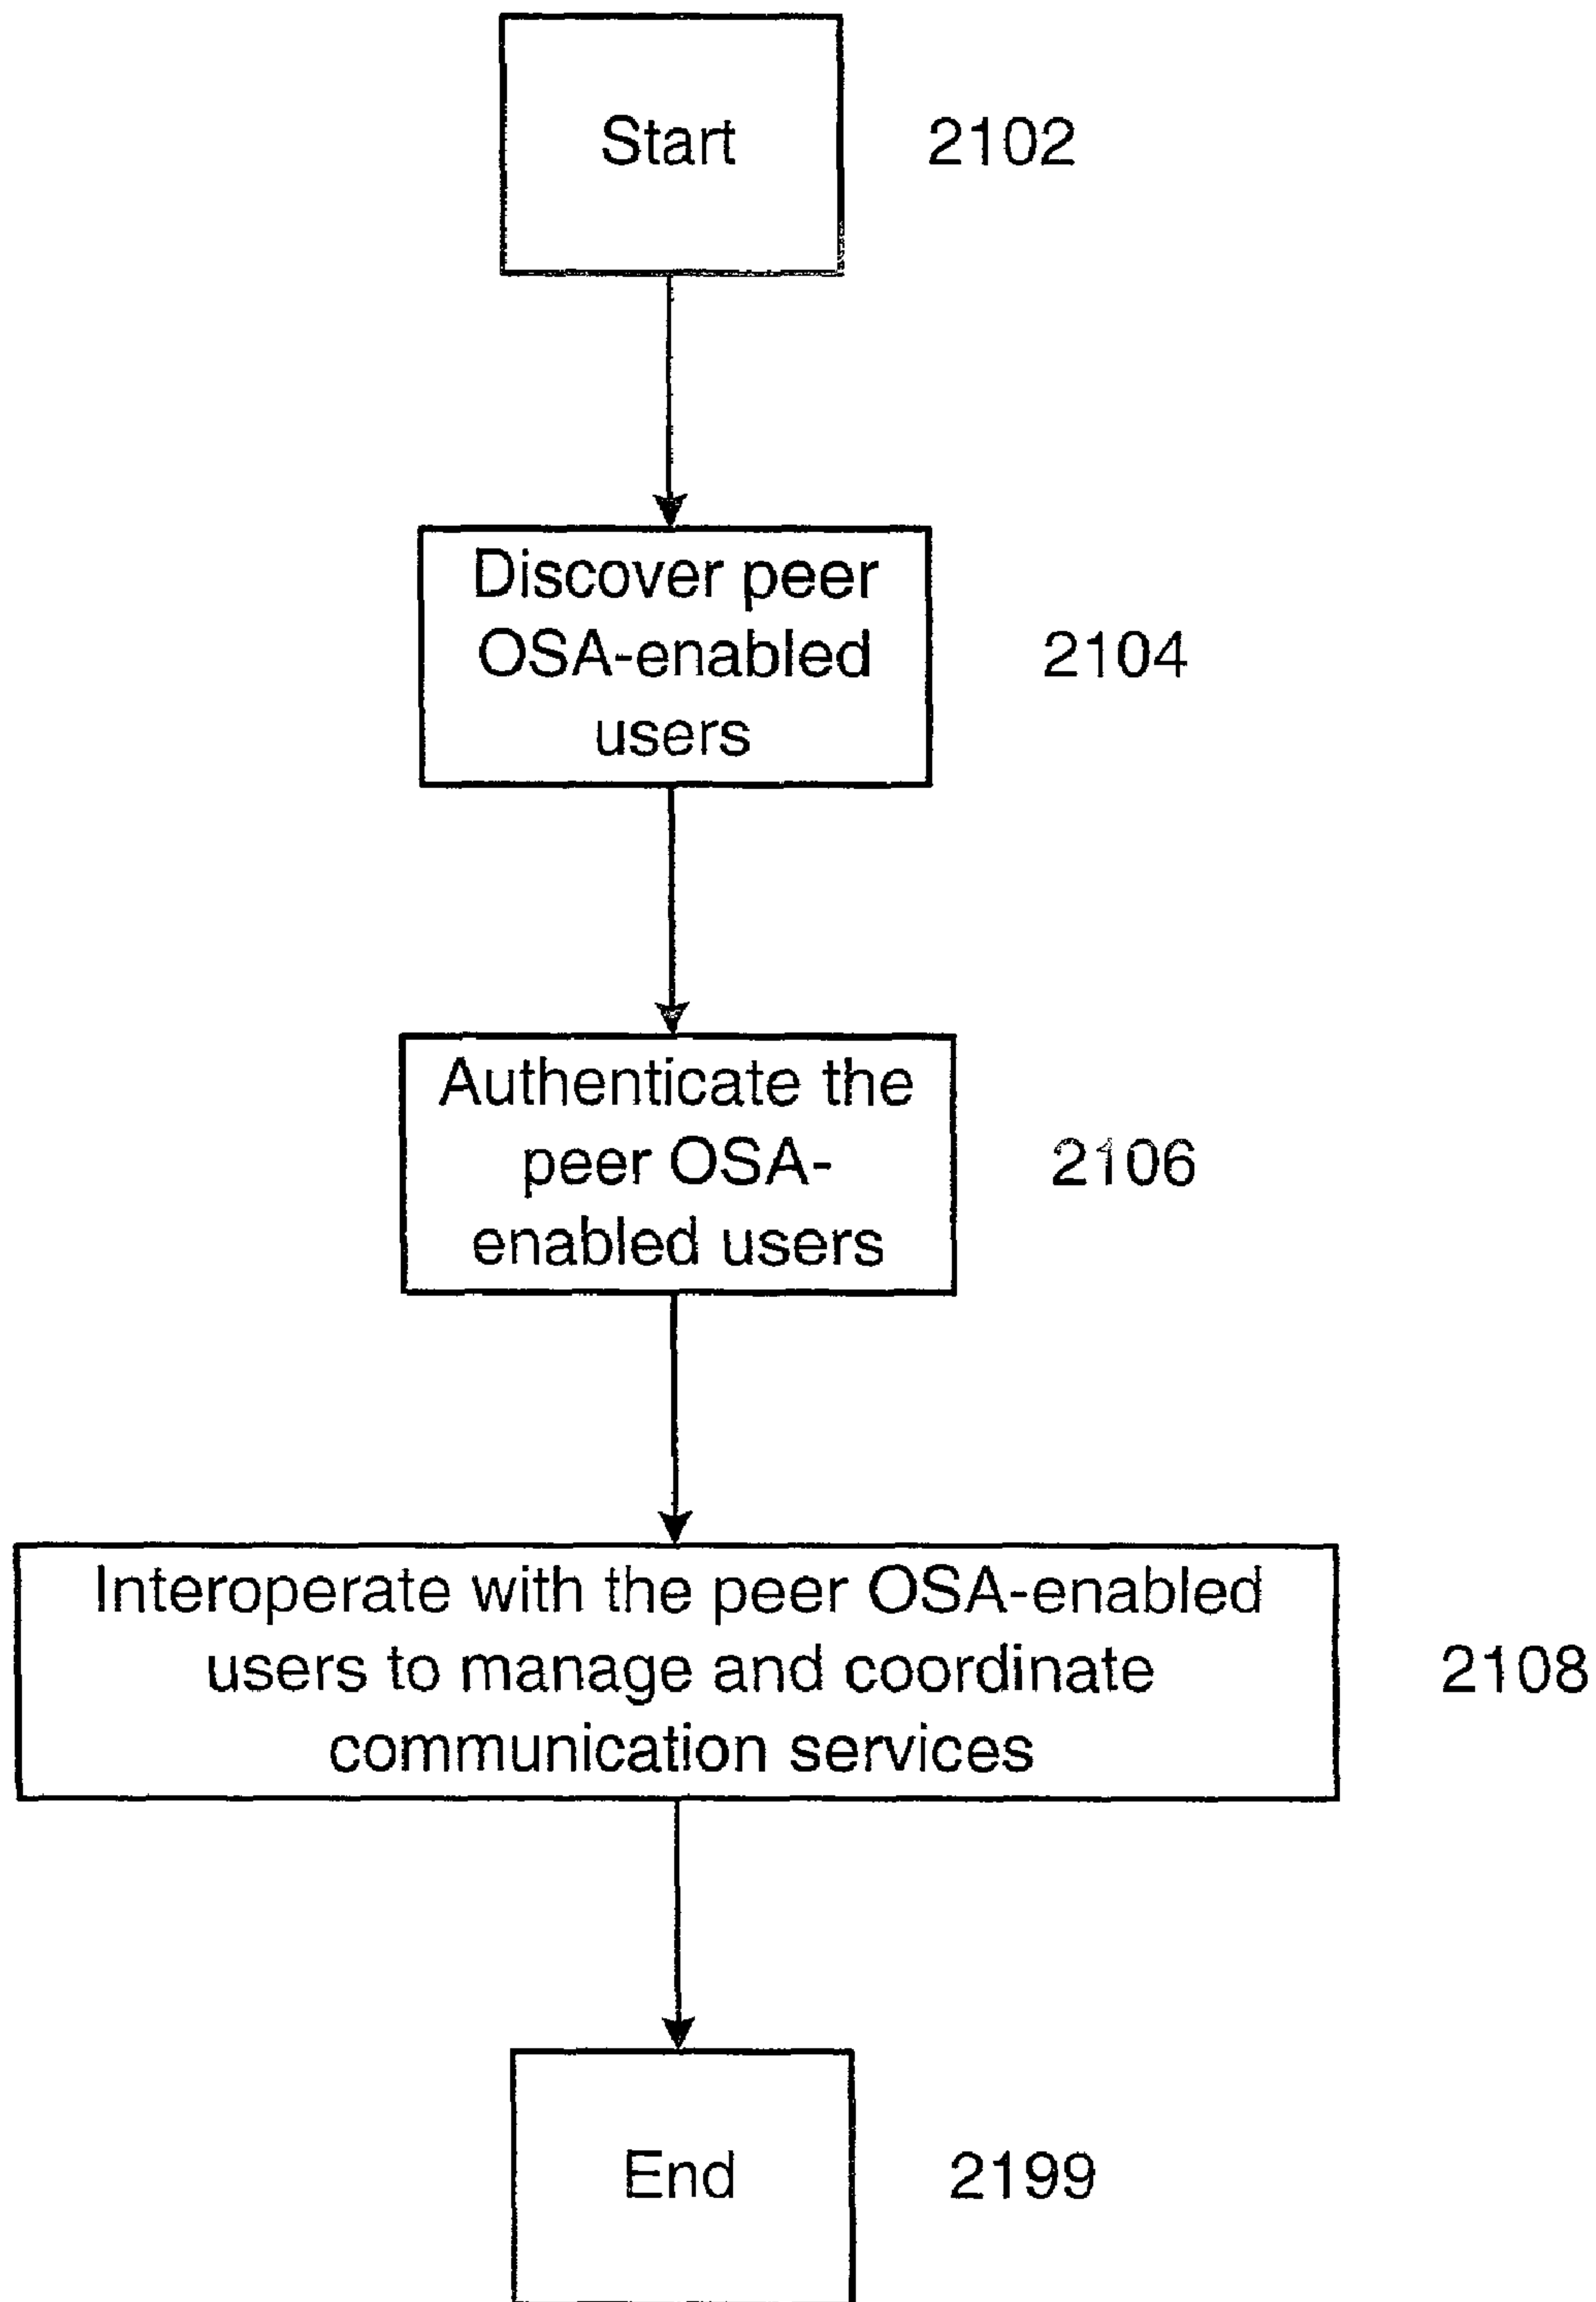 Start
2102
Discover peer
OSA-enabled
users
2104
Authenticate the
peer OSA-
enabled users
2106
Interoperate with the peer OSA-enabled
users to manage and coordinate
communication services
2108
End
2199